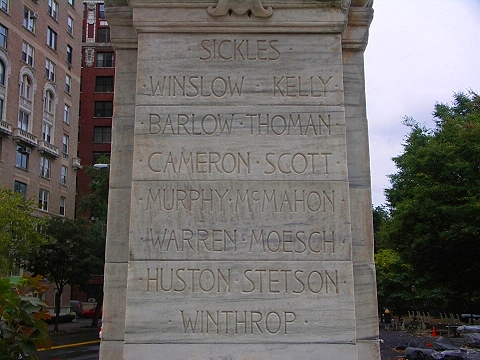 · SICKLES ·
· WINSLOW · KELLY ·
· BARLOW · THOMAN ·
· CAMERON · SCOTT ·
· MURPHY · McMAHON ·
· WARREN · MOESCH ·
· HUSTON · STETSON ·
· WINTHROP ·